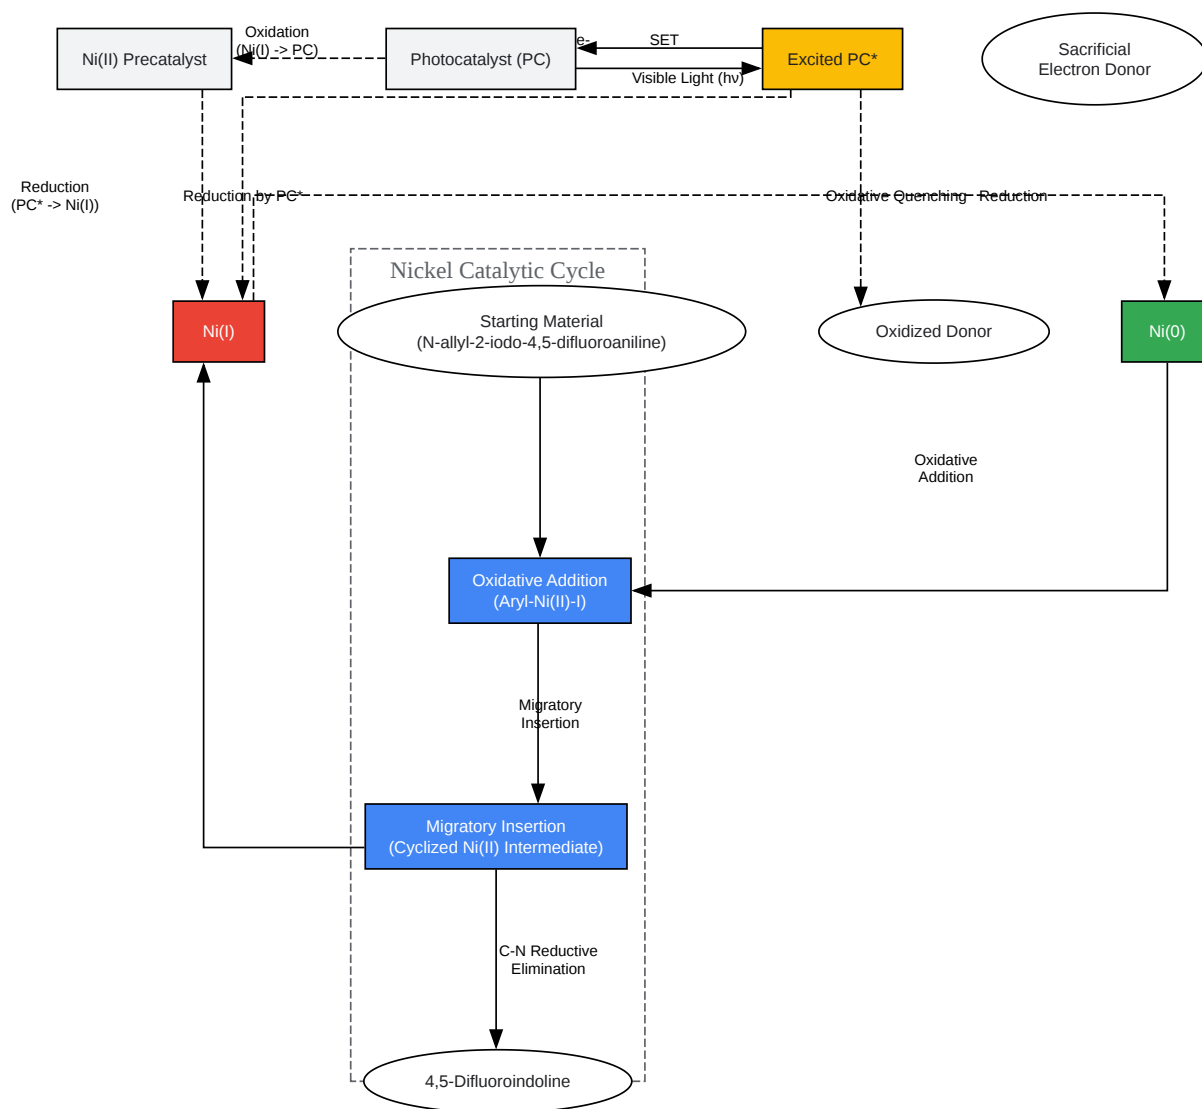 Ni(II) Precatalyst
Oxidation
(Ni(I) -> PC)
Photocatalyst (PC)
e-
SET
Visible Light (hν)
Excited PC*
Sacrificial
Electron Donor
Reduction
(PC* -> Ni(I))
Reduction by PC*
Oxidative Quenching
Reduction
Nickel Catalytic Cycle
Ni(I)
Starting Material
(N-allyl-2-iodo-4,5-difluoroaniline)
Oxidized Donor
Ni(0)
Oxidative
Addition
Oxidative Addition
(Aryl-Ni(II)-I)
Migratory
Insertion
Migratory Insertion
(Cyclized Ni(II) Intermediate)
C-N Reductive
Elimination
4,5-Difluoroindoline